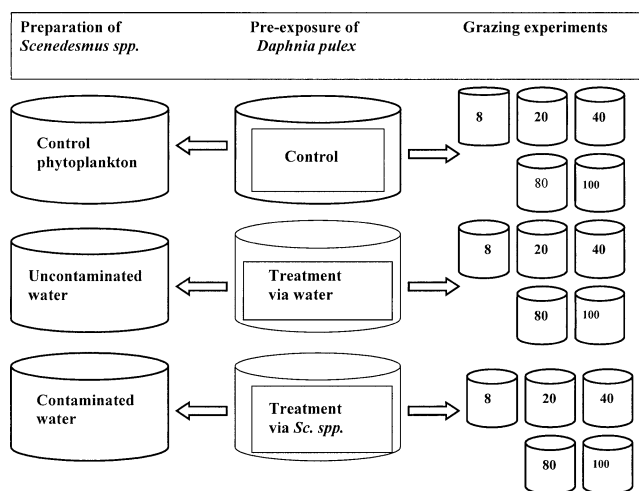 Preparation of
Scenedesmus spp.
Pre-exposure of
Daphnia pulex
Grazing experiments
Control
phytoplankton
Control
8
20
40
80
100
Uncontaminated
water
Treatment
via water
8
20
40
80
100
Contaminated
water
Treatment
via Sc. spp.
8
20
40
80
100